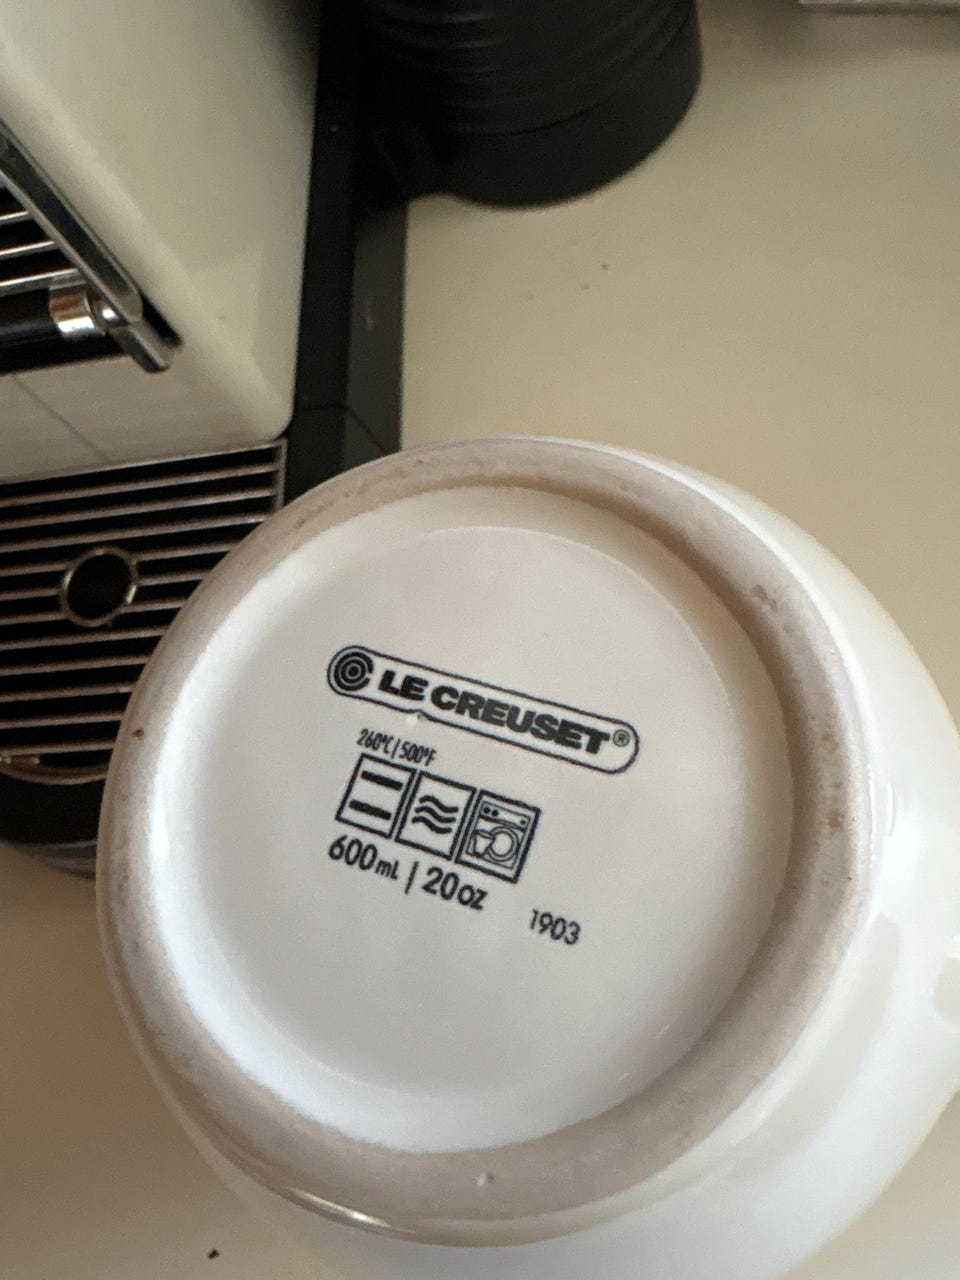 LE CREUSET®
260°C | 500°F
600mL | 20oz
1903